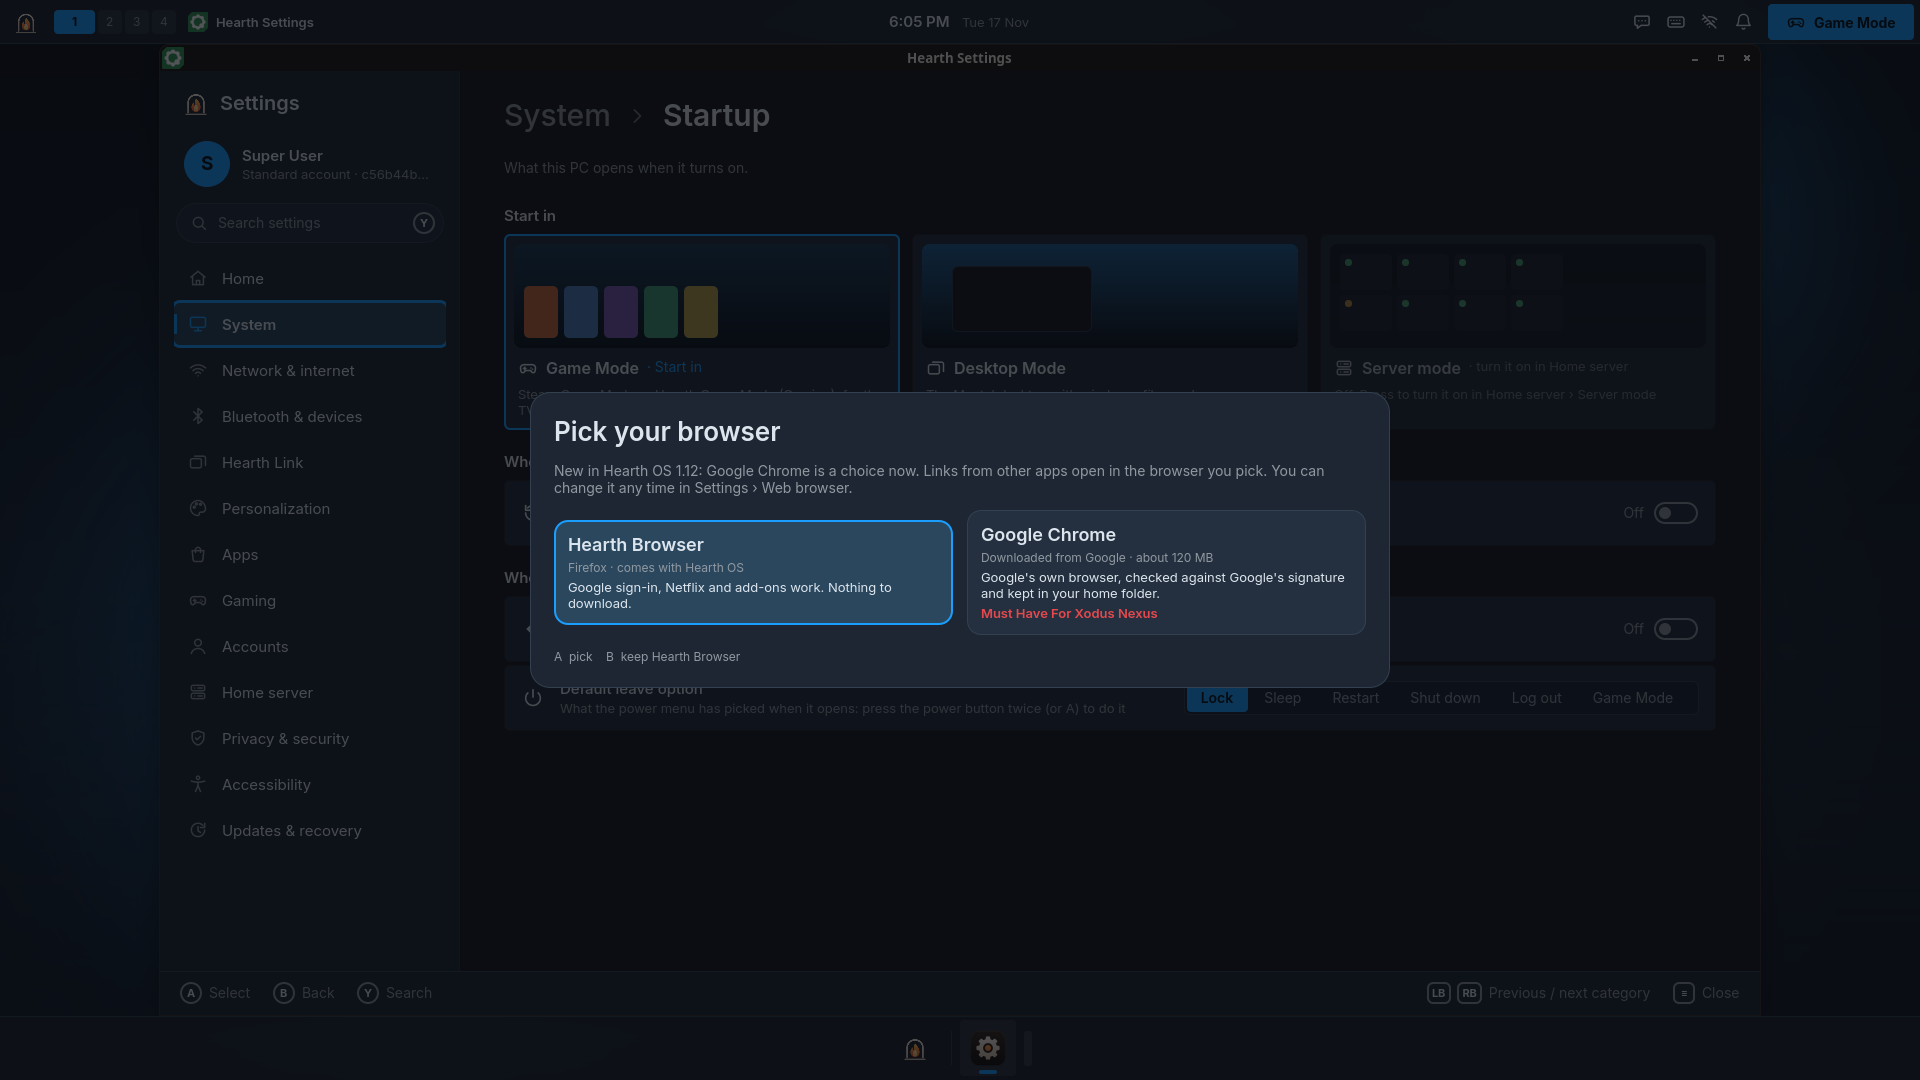 1 2 3 4 Hearth Settings
6:05 PM Tue 17 Nov
Game Mode
Hearth Settings
Settings
S
Super User
Standard account · c56b44b...
Search settings Y
Home
System
Network & internet
Bluetooth & devices
Hearth Link
Personalization
Apps
Gaming
Accounts
Home server
Privacy & security
Accessibility
Updates & recovery
System › Startup
What this PC opens when it turns on.
Start in
Game Mode · Start in
Desktop Mode
Server mode · turn it on in Home server
to turn it on in Home server › Server mode
Pick your browser
New in Hearth OS 1.12: Google Chrome is a choice now. Links from other apps open in the browser you pick. You can
change it any time in Settings › Web browser.
Hearth Browser
Firefox · comes with Hearth OS
Google sign-in, Netflix and add-ons work. Nothing to
download.
Google Chrome
Downloaded from Google · about 120 MB
Google's own browser, checked against Google's signature
and kept in your home folder.
Must Have For Xodus Nexus
A pick B keep Hearth Browser
Off
Off
Default leave option
What the power menu has picked when it opens: press the power button twice (or A) to do it
Lock Sleep Restart Shut down Log out Game Mode
A Select B Back Y Search
LB RB Previous / next category ≡ Close